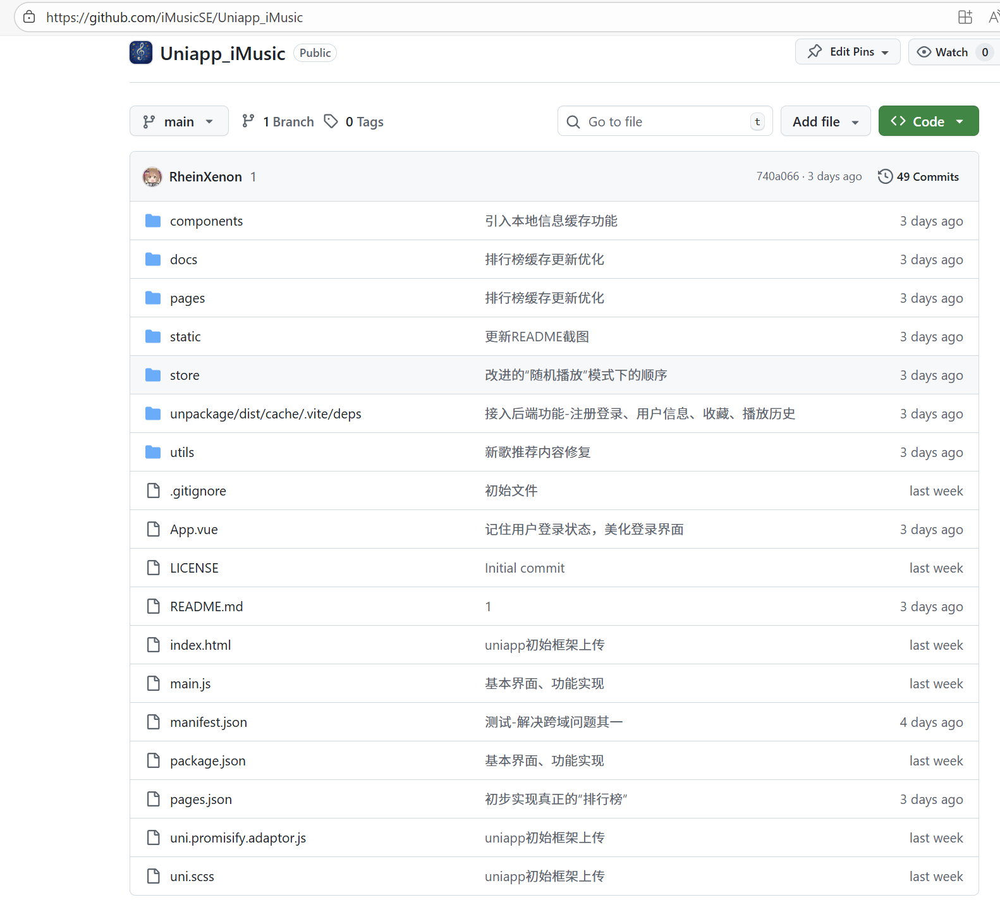 https://github.com/iMusicSE/Uniapp_iMusic
Uniapp_iMusic Public Edit Pins Watch 0
main 1 Branch 0 Tags Go to file t Add file Code
RheinXenon 1 740a066 · 3 days ago 49 Commits
components 引入本地信息缓存功能 3 days ago
docs 排行榜缓存更新优化 3 days ago
pages 排行榜缓存更新优化 3 days ago
static 更新README截图 3 days ago
store 改进的“随机播放”模式下的顺序 3 days ago
unpackage/dist/cache/.vite/deps 接入后端功能-注册登录、用户信息、收藏、播放历史 3 days ago
utils 新歌推荐内容修复 3 days ago
.gitignore 初始文件 last week
App.vue 记住用户登录状态，美化登录界面 3 days ago
LICENSE Initial commit last week
README.md 1 3 days ago
index.html uniapp初始框架上传 last week
main.js 基本界面、功能实现 last week
manifest.json 测试-解决跨域问题其一 4 days ago
package.json 基本界面、功能实现 last week
pages.json 初步实现真正的“排行榜” 3 days ago
uni.promisify.adaptor.js uniapp初始框架上传 last week
uni.scss uniapp初始框架上传 last week